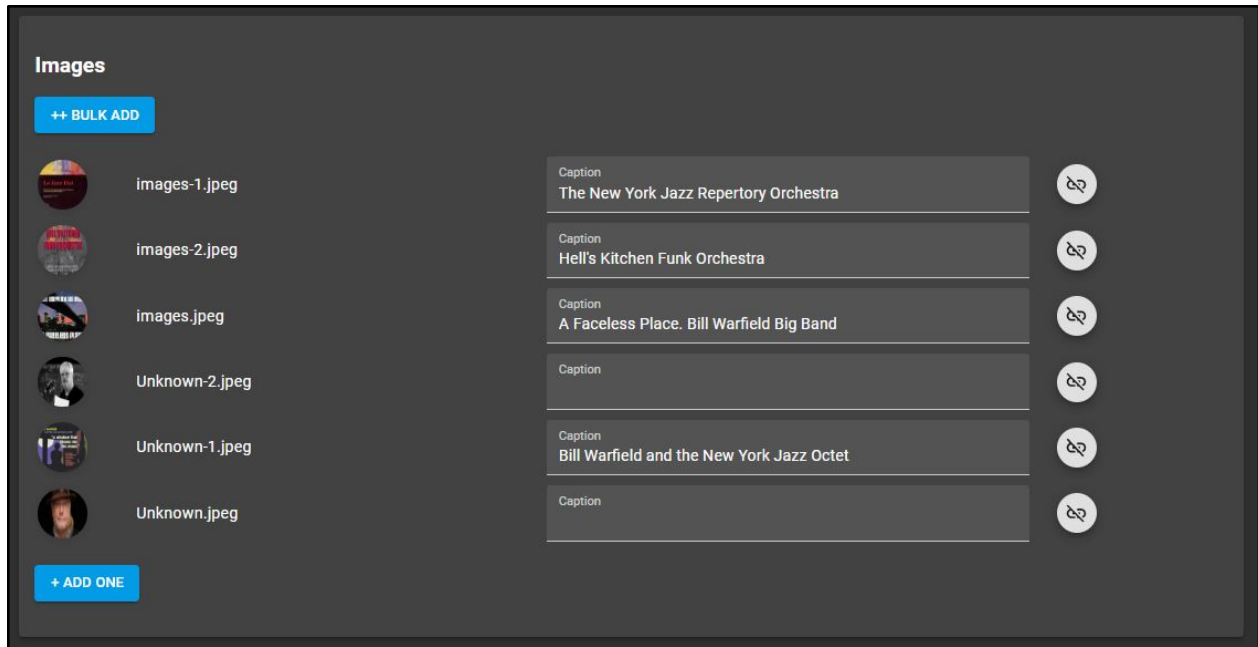 Images
++ BULK ADD
images-1.jpeg
Caption
The New York Jazz Repertory Orchestra
images-2.jpeg
Caption
Hell's Kitchen Funk Orchestra
images.jpeg
Caption
A Faceless Place. Bill Warfield Big Band
Unknown-2.jpeg
Caption
Unknown-1.jpeg
Caption
Bill Warfield and the New York Jazz Octet
Unknown.jpeg
Caption
+ ADD ONE